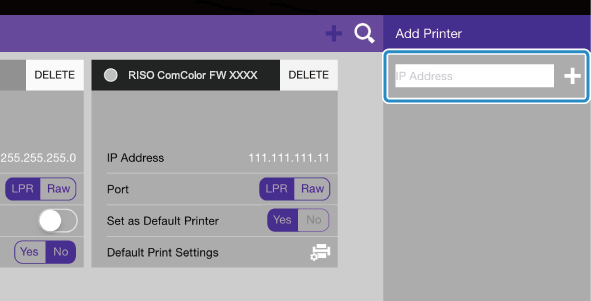 Add Printer
DELETE
RISO ComColor FW XXXX
DELETE
IP Address
255.255.255.0
IP Address
111.111.111.11
LPR Raw
Port
LPR Raw
Set as Default Printer
Yes No
Yes No
Default Print Settings